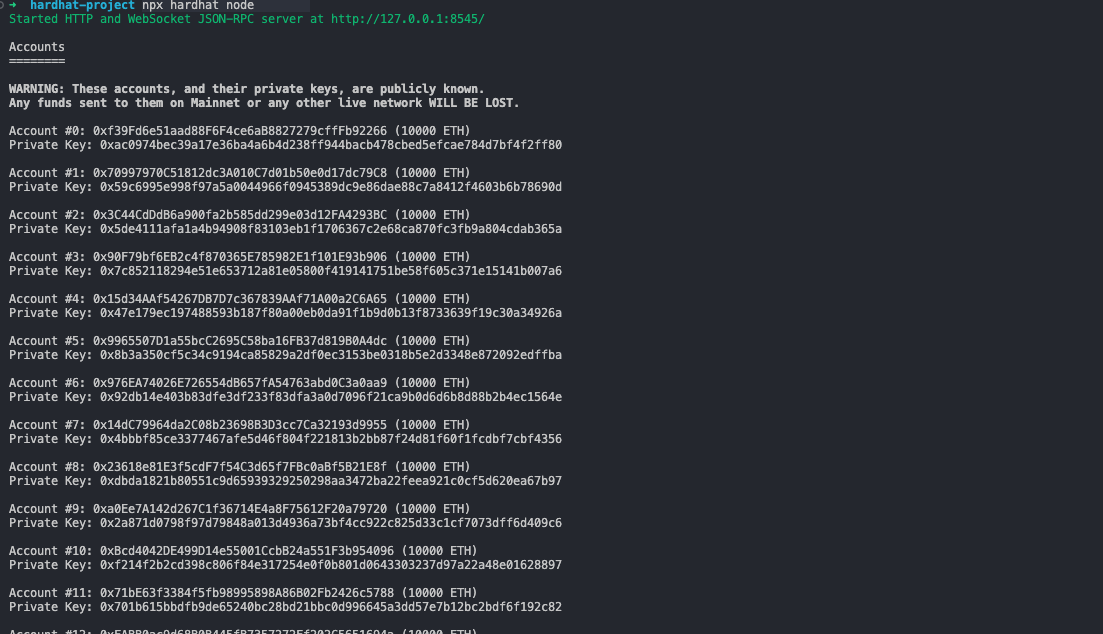 → hardhat-project npx hardhat node
Started HTTP and WebSocket JSON-RPC server at http://127.0.0.1:8545/
Accounts
========
WARNING: These accounts, and their private keys, are publicly known.
Any funds sent to them on Mainnet or any other live network WILL BE LOST.
Account #0: 0xf39Fd6e51aad88F6F4ce6aB8827279cffFb92266 (10000 ETH)
Private Key: 0xac0974bec39a17e36ba4a6b4d238ff944bacb478cbed5efcae784d7bf4f2ff80
Account #1: 0x70997970C51812dc3A010C7d01b50e0d17dc79C8 (10000 ETH)
Private Key: 0x59c6995e998f97a5a0044966f0945389dc9e86dae88c7a8412f4603b6b78690d
Account #2: 0x3C44CdDdB6a900fa2b585dd299e03d12FA4293BC (10000 ETH)
Private Key: 0x5de4111afa1a4b94908f83103eb1f1706367c2e68ca870fc3fb9a804cdab365a
Account #3: 0x90F79bf6EB2c4f870365E785982E1f101E93b906 (10000 ETH)
Private Key: 0x7c852118294e51e653712a81e05800f419141751be58f605c371e15141b007a6
Account #4: 0x15d34AAf54267DB7D7c367839AAf71A00a2C6A65 (10000 ETH)
Private Key: 0x47e179ec197488593b187f80a00eb0da91f1b9d0b13f8733639f19c30a34926a
Account #5: 0x9965507D1a55bcC2695C58ba16FB37d819B0A4dc (10000 ETH)
Private Key: 0x8b3a350cf5c34c9194ca85829a2df0ec3153be0318b5e2d3348e872092edffba
Account #6: 0x976EA74026E726554dB657fA54763abd0C3a0aa9 (10000 ETH)
Private Key: 0x92db14e403b83dfe3df233f83dfa3a0d7096f21ca9b0d6d6b8d88b2b4ec1564e
Account #7: 0x14dC79964da2C08b23698B3D3cc7Ca32193d9955 (10000 ETH)
Private Key: 0x4bbbf85ce3377467afe5d46f804f221813b2bb87f24d81f60f1fcdbf7cbf4356
Account #8: 0x23618e81E3f5cdF7f54C3d65f7FBc0aBf5B21E8f (10000 ETH)
Private Key: 0xdbda1821b80551c9d65939329250298aa3472ba22feea921c0cf5d620ea67b97
Account #9: 0xa0Ee7A142d267C1f36714E4a8F75612F20a79720 (10000 ETH)
Private Key: 0x2a871d0798f97d79848a013d4936a73bf4cc922c825d33c1cf7073dff6d409c6
Account #10: 0xBcd4042DE499D14e55001CcbB24a551F3b954096 (10000 ETH)
Private Key: 0xf214f2b2cd398c806f84e317254e0f0b801d0643303237d97a22a48e01628897
Account #11: 0x71bE63f3384f5fb98995898A86B02Fb2426c5788 (10000 ETH)
Private Key: 0x701b615bbdfb9de65240bc28bd21bbc0d996645a3dd57e7b12bc2bdf6f192c82